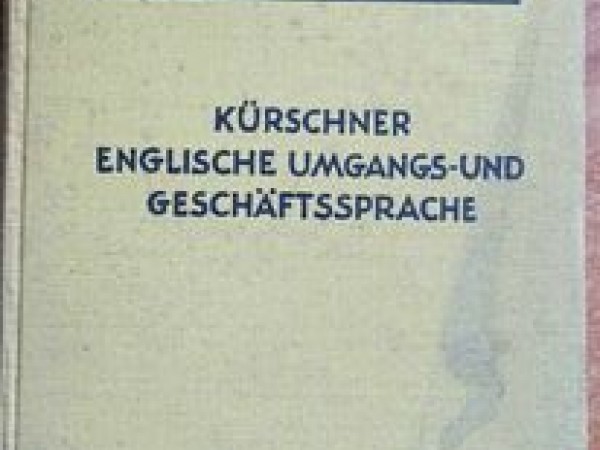 KÜRSCHNER
ENGLISCHE UMGANGS-UND
GESCHÄFTSSPRACHE